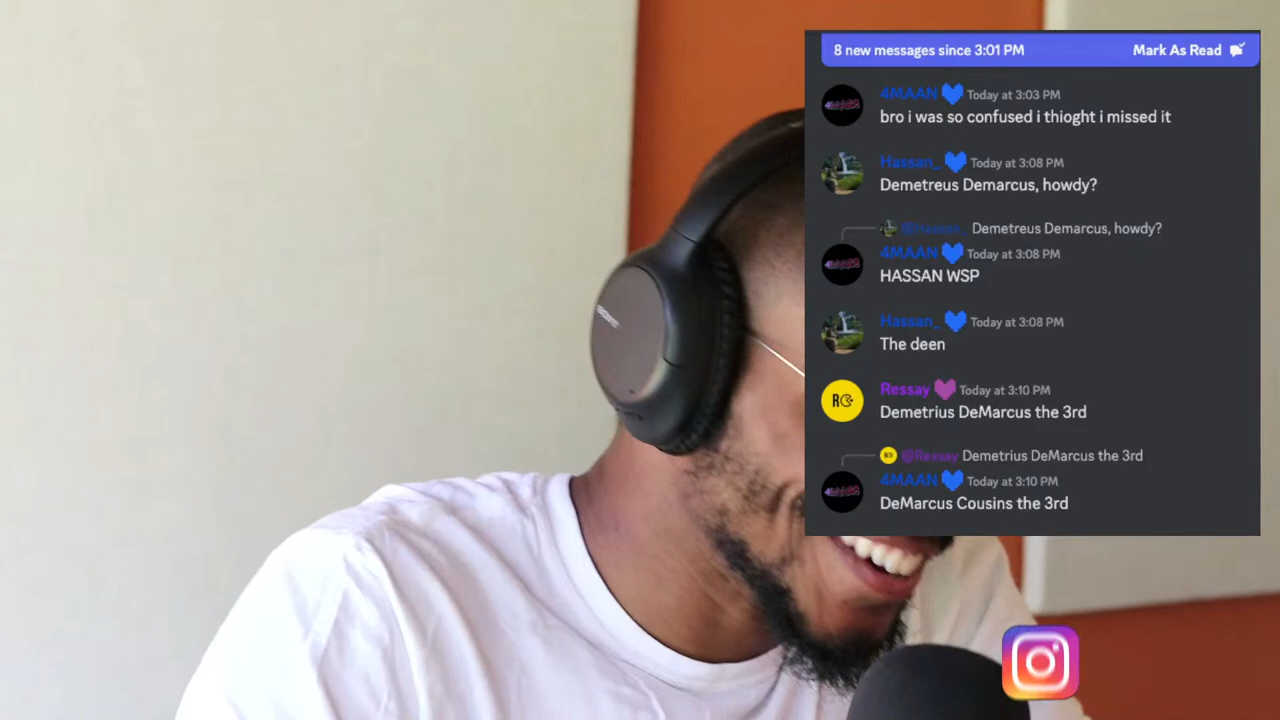 8 new messages since 3:01 PM Mark As Read
4MAAN Today at 3:03 PM
bro i was so confused i thioght i missed it
Hassan_ Today at 3:08 PM
Demetreus Demarcus, howdy?
@Hassan_ Demetreus Demarcus, howdy?
4MAAN Today at 3:08 PM
HASSAN WSP
Hassan_ Today at 3:08 PM
The deen
Ressay Today at 3:10 PM
Demetrius DeMarcus the 3rd
@Ressay Demetrius DeMarcus the 3rd
4MAAN Today at 3:10 PM
DeMarcus Cousins the 3rd
SONY